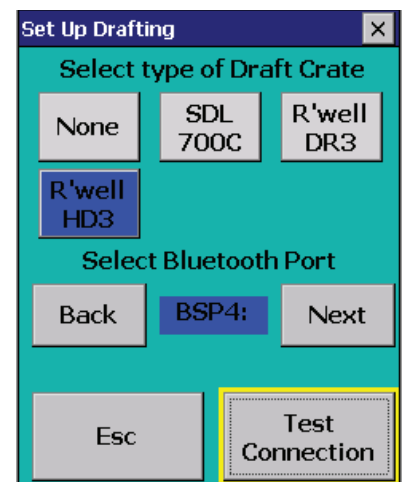 Set Up Drafting
Select type of Draft Crate
None
SDL
700C
R'well
DR3
R'well
HD3
Select Bluetooth Port
Back
BSP4:
Next
Esc
Test
Connection